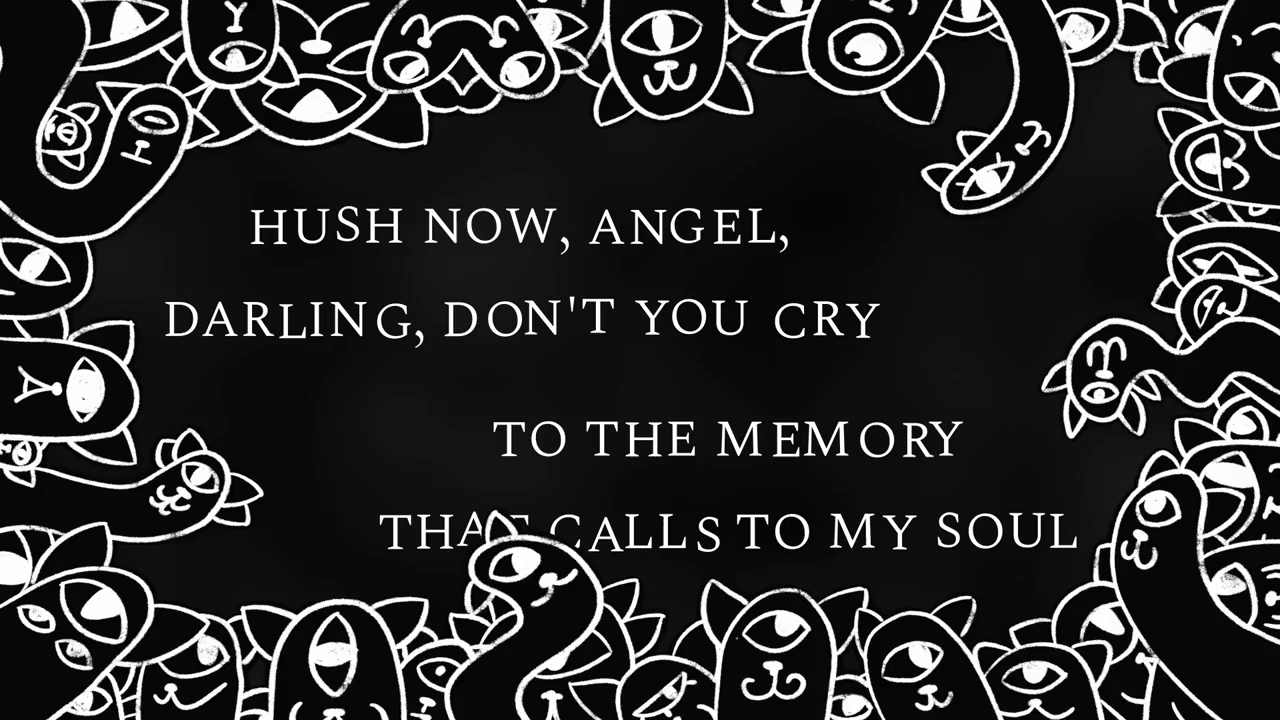 HUSH NOW, ANGEL,
DARLING, DON'T YOU CRY
TO THE MEMORY
THAT CALLS TO MY SOUL